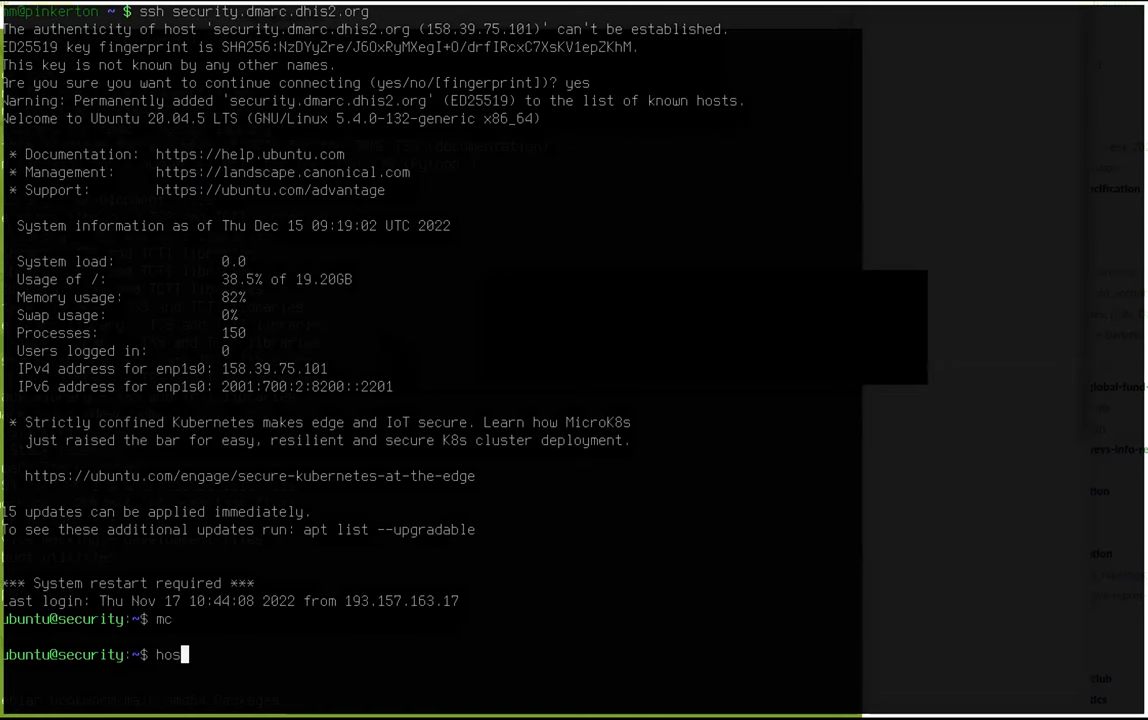 mm@pinkerton ~ $ ssh security.dmarc.dhis2.org
The authenticity of host 'security.dmarc.dhis2.org (158.39.75.101)' can't be established.
ED25519 key fingerprint is SHA256:NzDYyZre/J6OxRyMXegI+O/drfIRcxC7XsKV1epZKhM.
This key is not known by any other names.
Are you sure you want to continue connecting (yes/no/[fingerprint])? yes
Warning: Permanently added 'security.dmarc.dhis2.org' (ED25519) to the list of known hosts.
Welcome to Ubuntu 20.04.5 LTS (GNU/Linux 5.4.0-132-generic x86_64)
* Documentation: https://help.ubuntu.com
* Management: https://landscape.canonical.com
* Support: https://ubuntu.com/advantage
System information as of Thu Dec 15 09:19:02 UTC 2022
System load: 0.0
Usage of /: 38.5% of 19.20GB
Memory usage: 82%
Swap usage: 0%
Processes: 150
Users logged in: 0
IPv4 address for enp1s0: 158.39.75.101
IPv6 address for enp1s0: 2001:700:2:8200::2201
* Strictly confined Kubernetes makes edge and IoT secure. Learn how MicroK8s
just raised the bar for easy, resilient and secure K8s cluster deployment.
https://ubuntu.com/engage/secure-kubernetes-at-the-edge
15 updates can be applied immediately.
To see these additional updates run: apt list --upgradable
*** System restart required ***
Last login: Thu Nov 17 10:44:08 2022 from 193.157.163.17
ubuntu@security:~$ mc
ubuntu@security:~$ hos